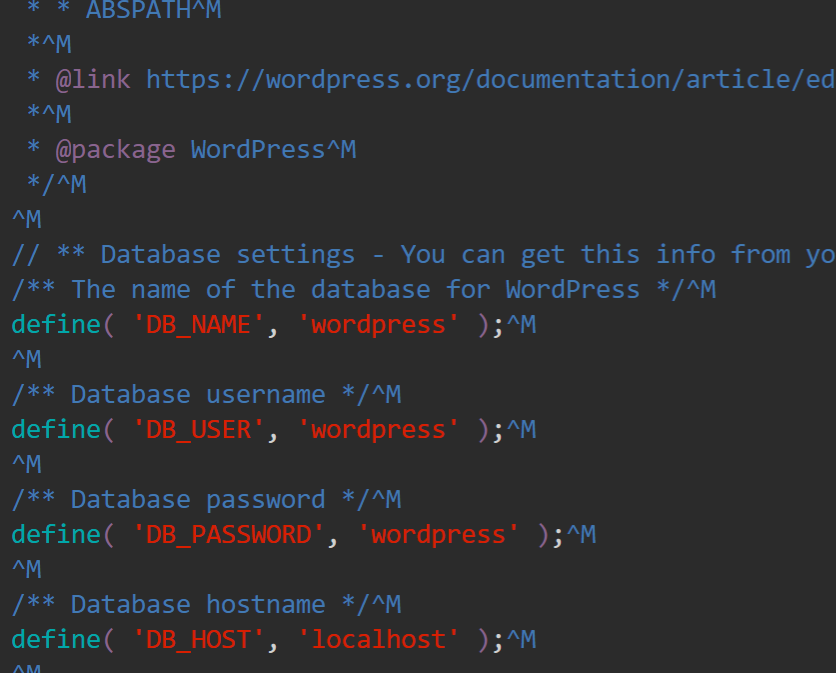 * * ABSPATH^M
*^M
* @link https://wordpress.org/documentation/article/ed
*^M
* @package WordPress^M
*/^M
^M
// ** Database settings - You can get this info from yo
/** The name of the database for WordPress */^M
define( 'DB_NAME', 'wordpress' );^M
^M
/** Database username */^M
define( 'DB_USER', 'wordpress' );^M
^M
/** Database password */^M
define( 'DB_PASSWORD', 'wordpress' );^M
^M
/** Database hostname */^M
define( 'DB_HOST', 'localhost' );^M
^M